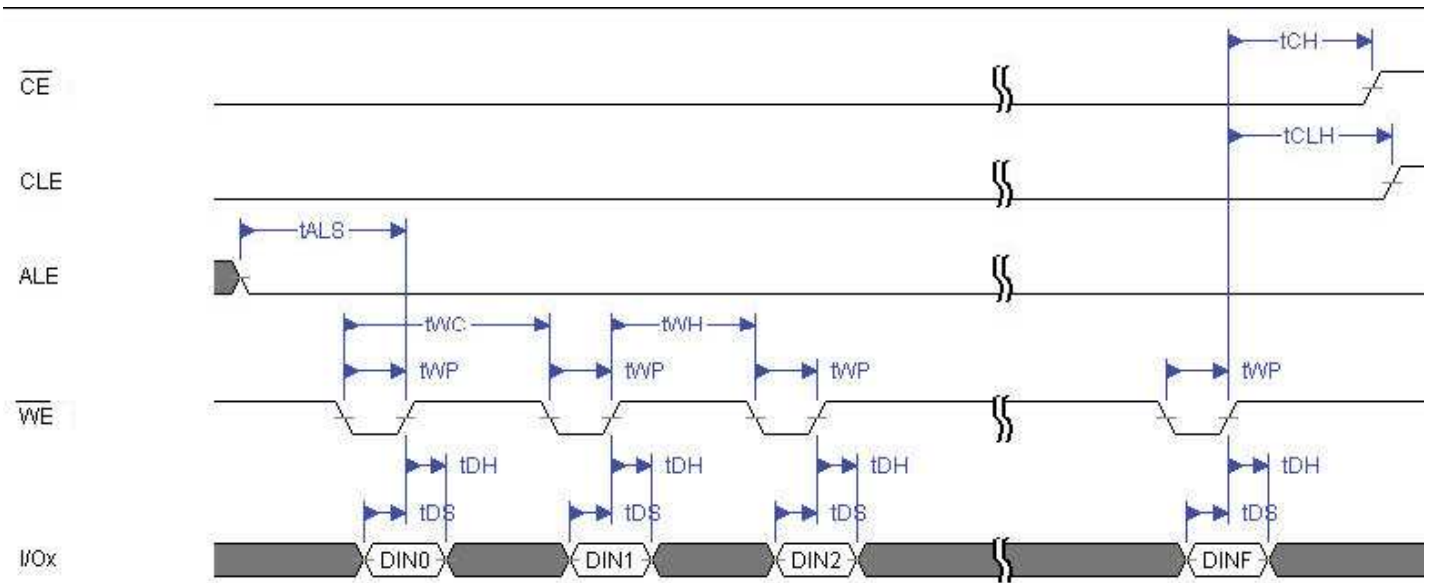 tCH
CE
tCLH
CLE
tALS
ALE
tWC tWH
tWP tWP tWP tWP
WE
tDH tDH tDH tDH
tDS tDS tDS tDS
I/Ox DIN0 DIN1 DIN2 DINF